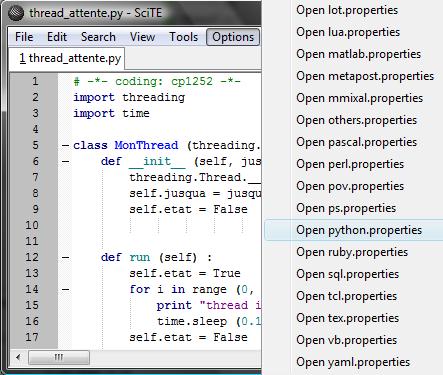 thread_attente.py - SciTE
File Edit Search View Tools Options
1 thread_attente.py
1 # -*- coding: cp1252 -*-
2 import threading
3 import time
4
5 class MonThread (threading.
6 def __init__ (self, jus
7 threading.Thread.__
8 self.jusqua = jusqu
9 self.etat = False
10
11
12 def run (self) :
13 self.etat = True
14 for i in range (0,
15 print "thread i
16 time.sleep (0.1
17 self.etat = False
Open lot.properties
Open lua.properties
Open matlab.properties
Open metapost.properties
Open mmixal.properties
Open others.properties
Open pascal.properties
Open perl.properties
Open pov.properties
Open ps.properties
Open python.properties
Open ruby.properties
Open sql.properties
Open tcl.properties
Open tex.properties
Open vb.properties
Open yaml.properties